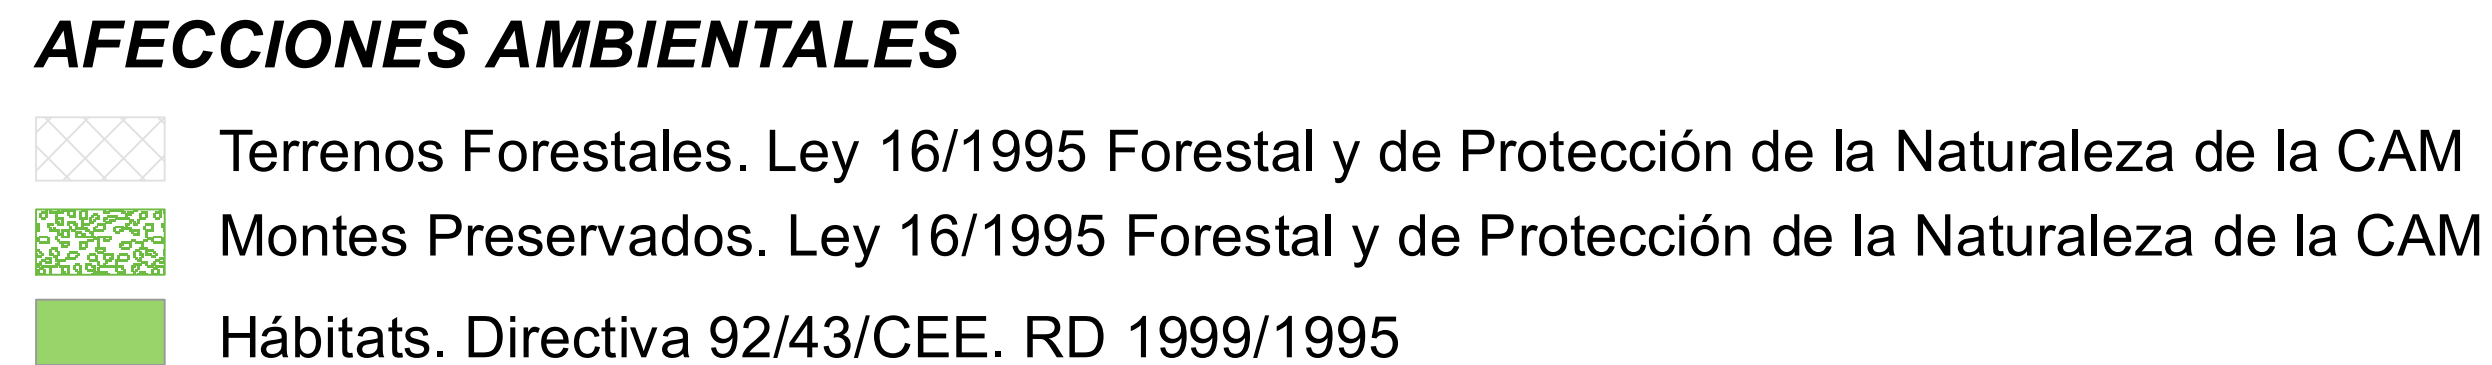 AFECCIONES AMBIENTALES
Terrenos Forestales. Ley 16/1995 Forestal y de Protección de la Naturaleza de la CAM
Montes Preservados. Ley 16/1995 Forestal y de Protección de la Naturaleza de la CAM
Hábitats. Directiva 92/43/CEE. RD 1999/1995